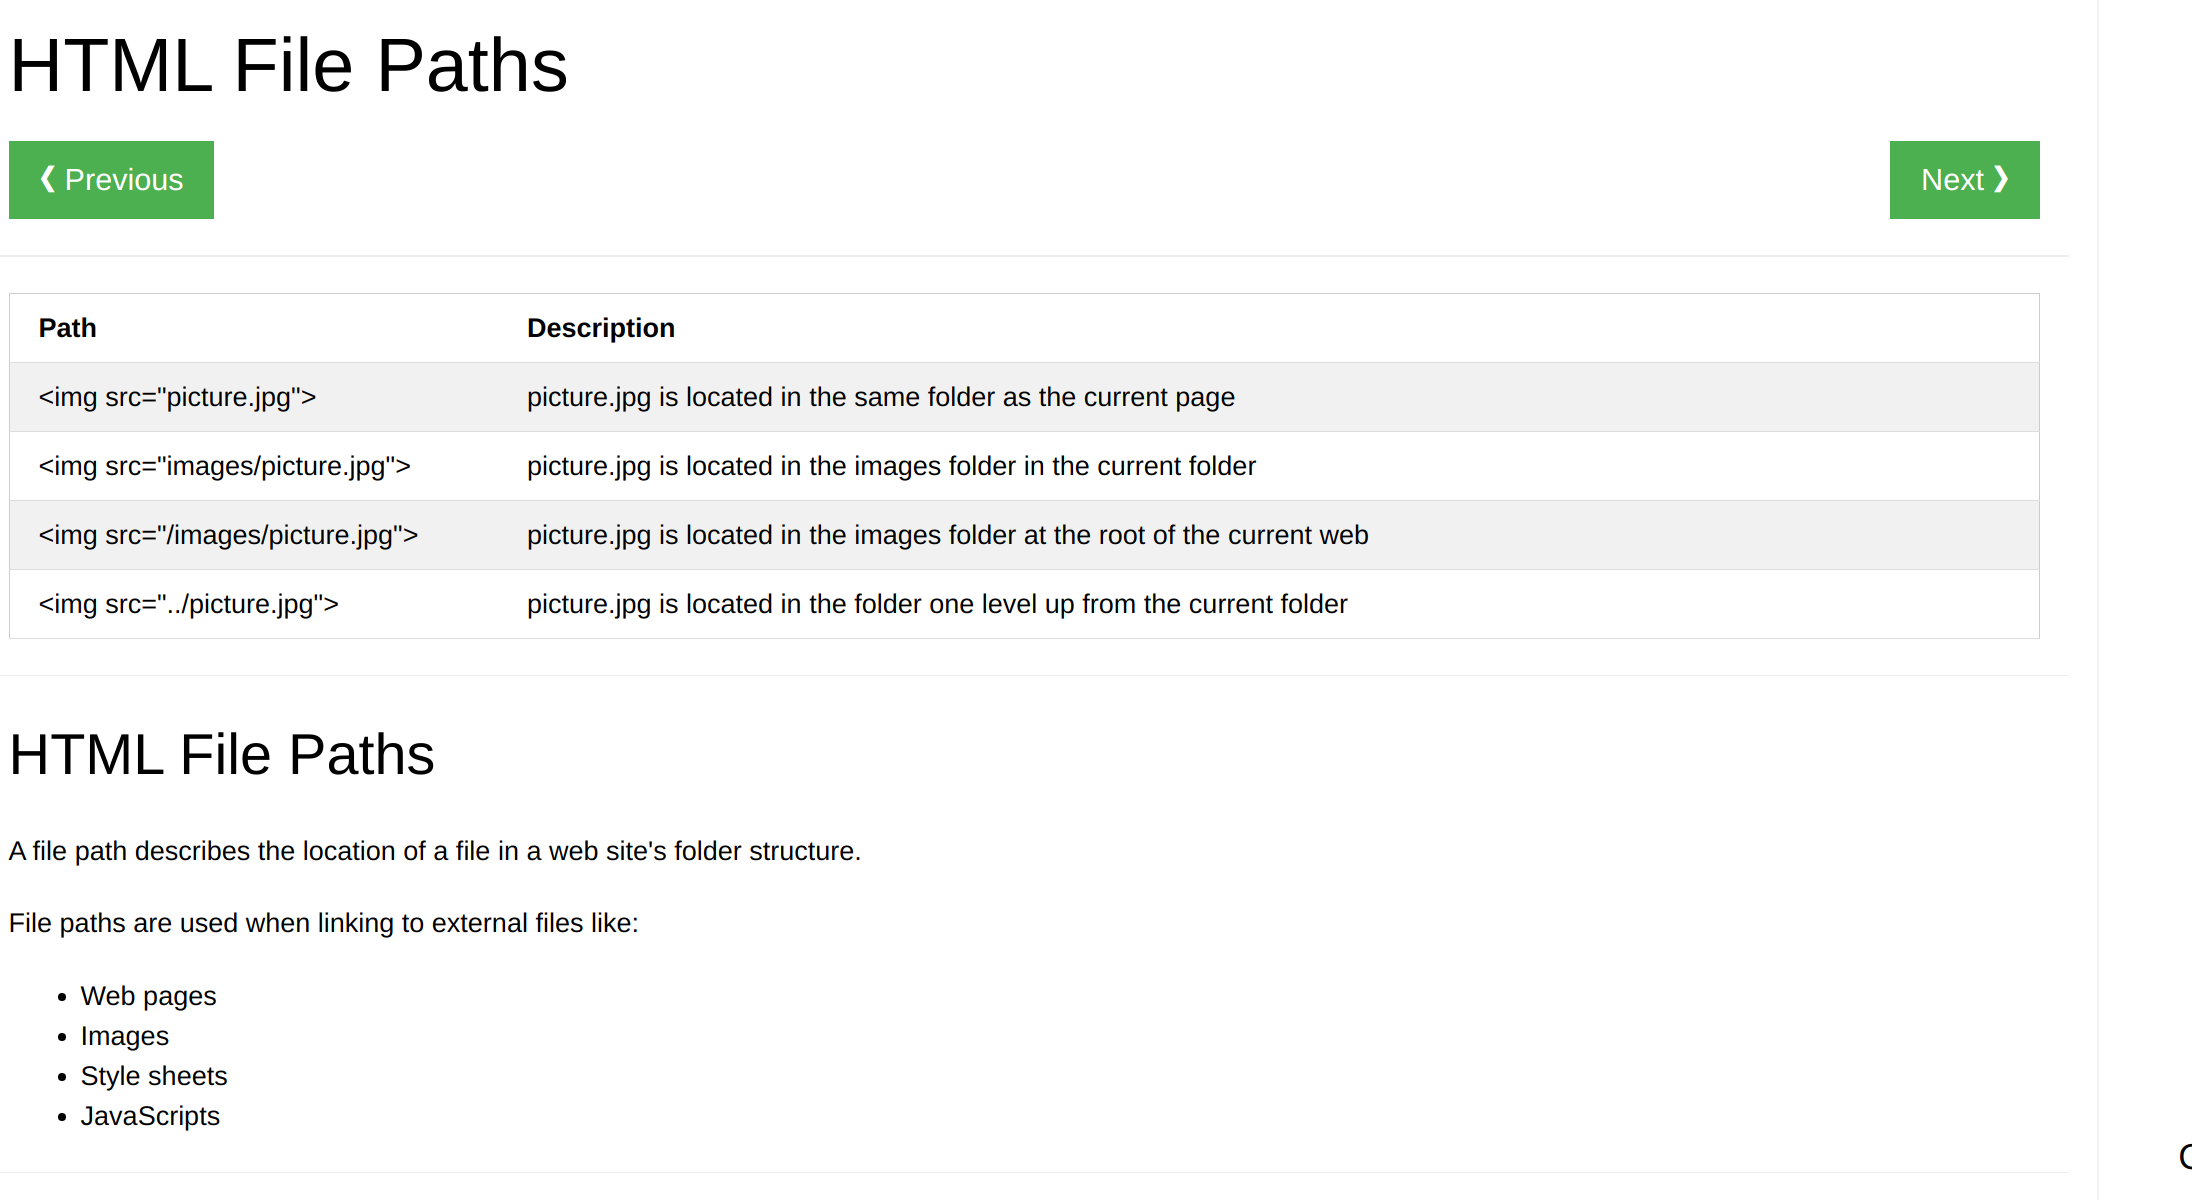 HTML File Paths
❮ Previous
Next ❯
Path Description
<img src="picture.jpg"> picture.jpg is located in the same folder as the current page
<img src="images/picture.jpg"> picture.jpg is located in the images folder in the current folder
<img src="/images/picture.jpg"> picture.jpg is located in the images folder at the root of the current web
<img src="../picture.jpg"> picture.jpg is located in the folder one level up from the current folder
HTML File Paths
A file path describes the location of a file in a web site's folder structure.
File paths are used when linking to external files like:
• Web pages
• Images
• Style sheets
• JavaScripts